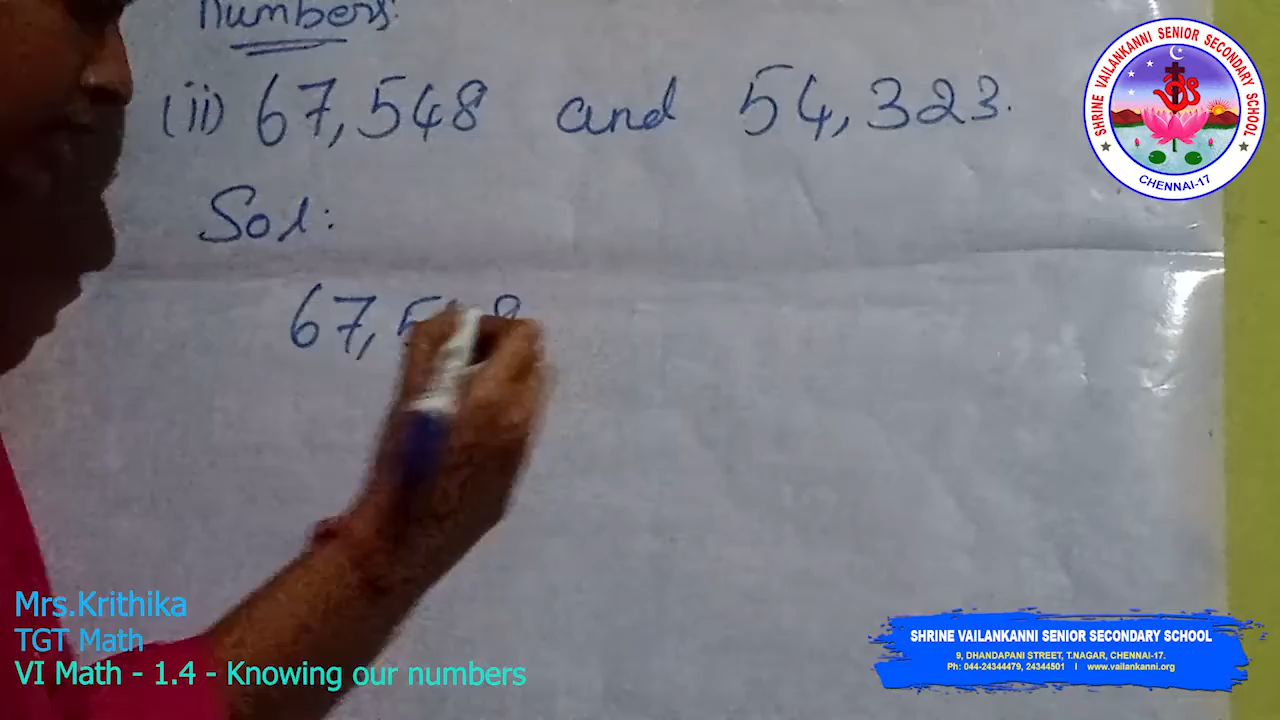 Numbers.
(ii) 67,548 and 54,323.
Sol:
67,548
SHRINE VAILANKANNI SENIOR SECONDARY SCHOOL
CHENNAI-17
Mrs.Krithika
TGT Math
VI Math - 1.4 - Knowing our numbers
SHRINE VAILANKANNI SENIOR SECONDARY SCHOOL
9, DHANDAPANI STREET, T.NAGAR, CHENNAI-17.
Ph: 044-24344479, 24344501 I www.vailankanni.org